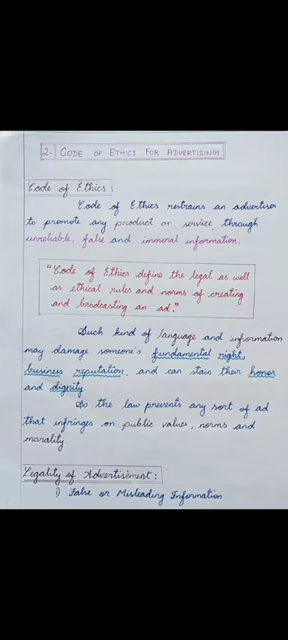 2. CODE OF ETHICS FOR ADVERTISING
Code of Ethics :
Code of Ethics restrains an advertiser
to promote any product or service through
unreliable, false and immoral information.
"Code of Ethics define the legal as well
as ethical rules and norms of creating
and broadcasting an ad."
Such kind of language and information
may damage someone's fundamental right,
business reputation, and can stain their honor
and dignity.
So the law prevents any sort of ad
that infringes on public values, norms and
morality.
Legality of Advertisement :
i) False or Misleading Information